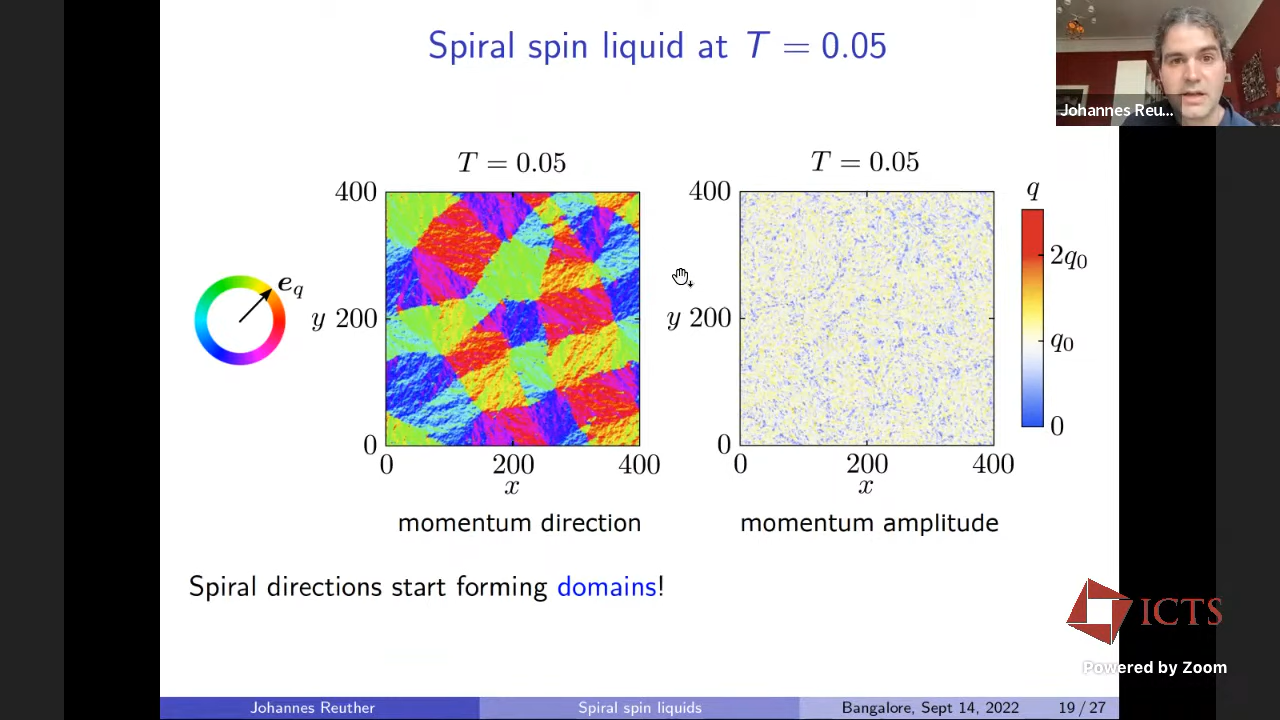 Spiral spin liquid at T = 0.05
Johannes Reu...
T = 0.05
400
y 200
0
0 200 400
x
e_q
momentum direction
T = 0.05
400
y 200
0
0 200 400
x
q
2q₀
q₀
0
momentum amplitude
Spiral directions start forming domains!
ICTS
Powered by Zoom
Johannes Reuther Spiral spin liquids Bangalore, Sept 14, 2022 19 / 27